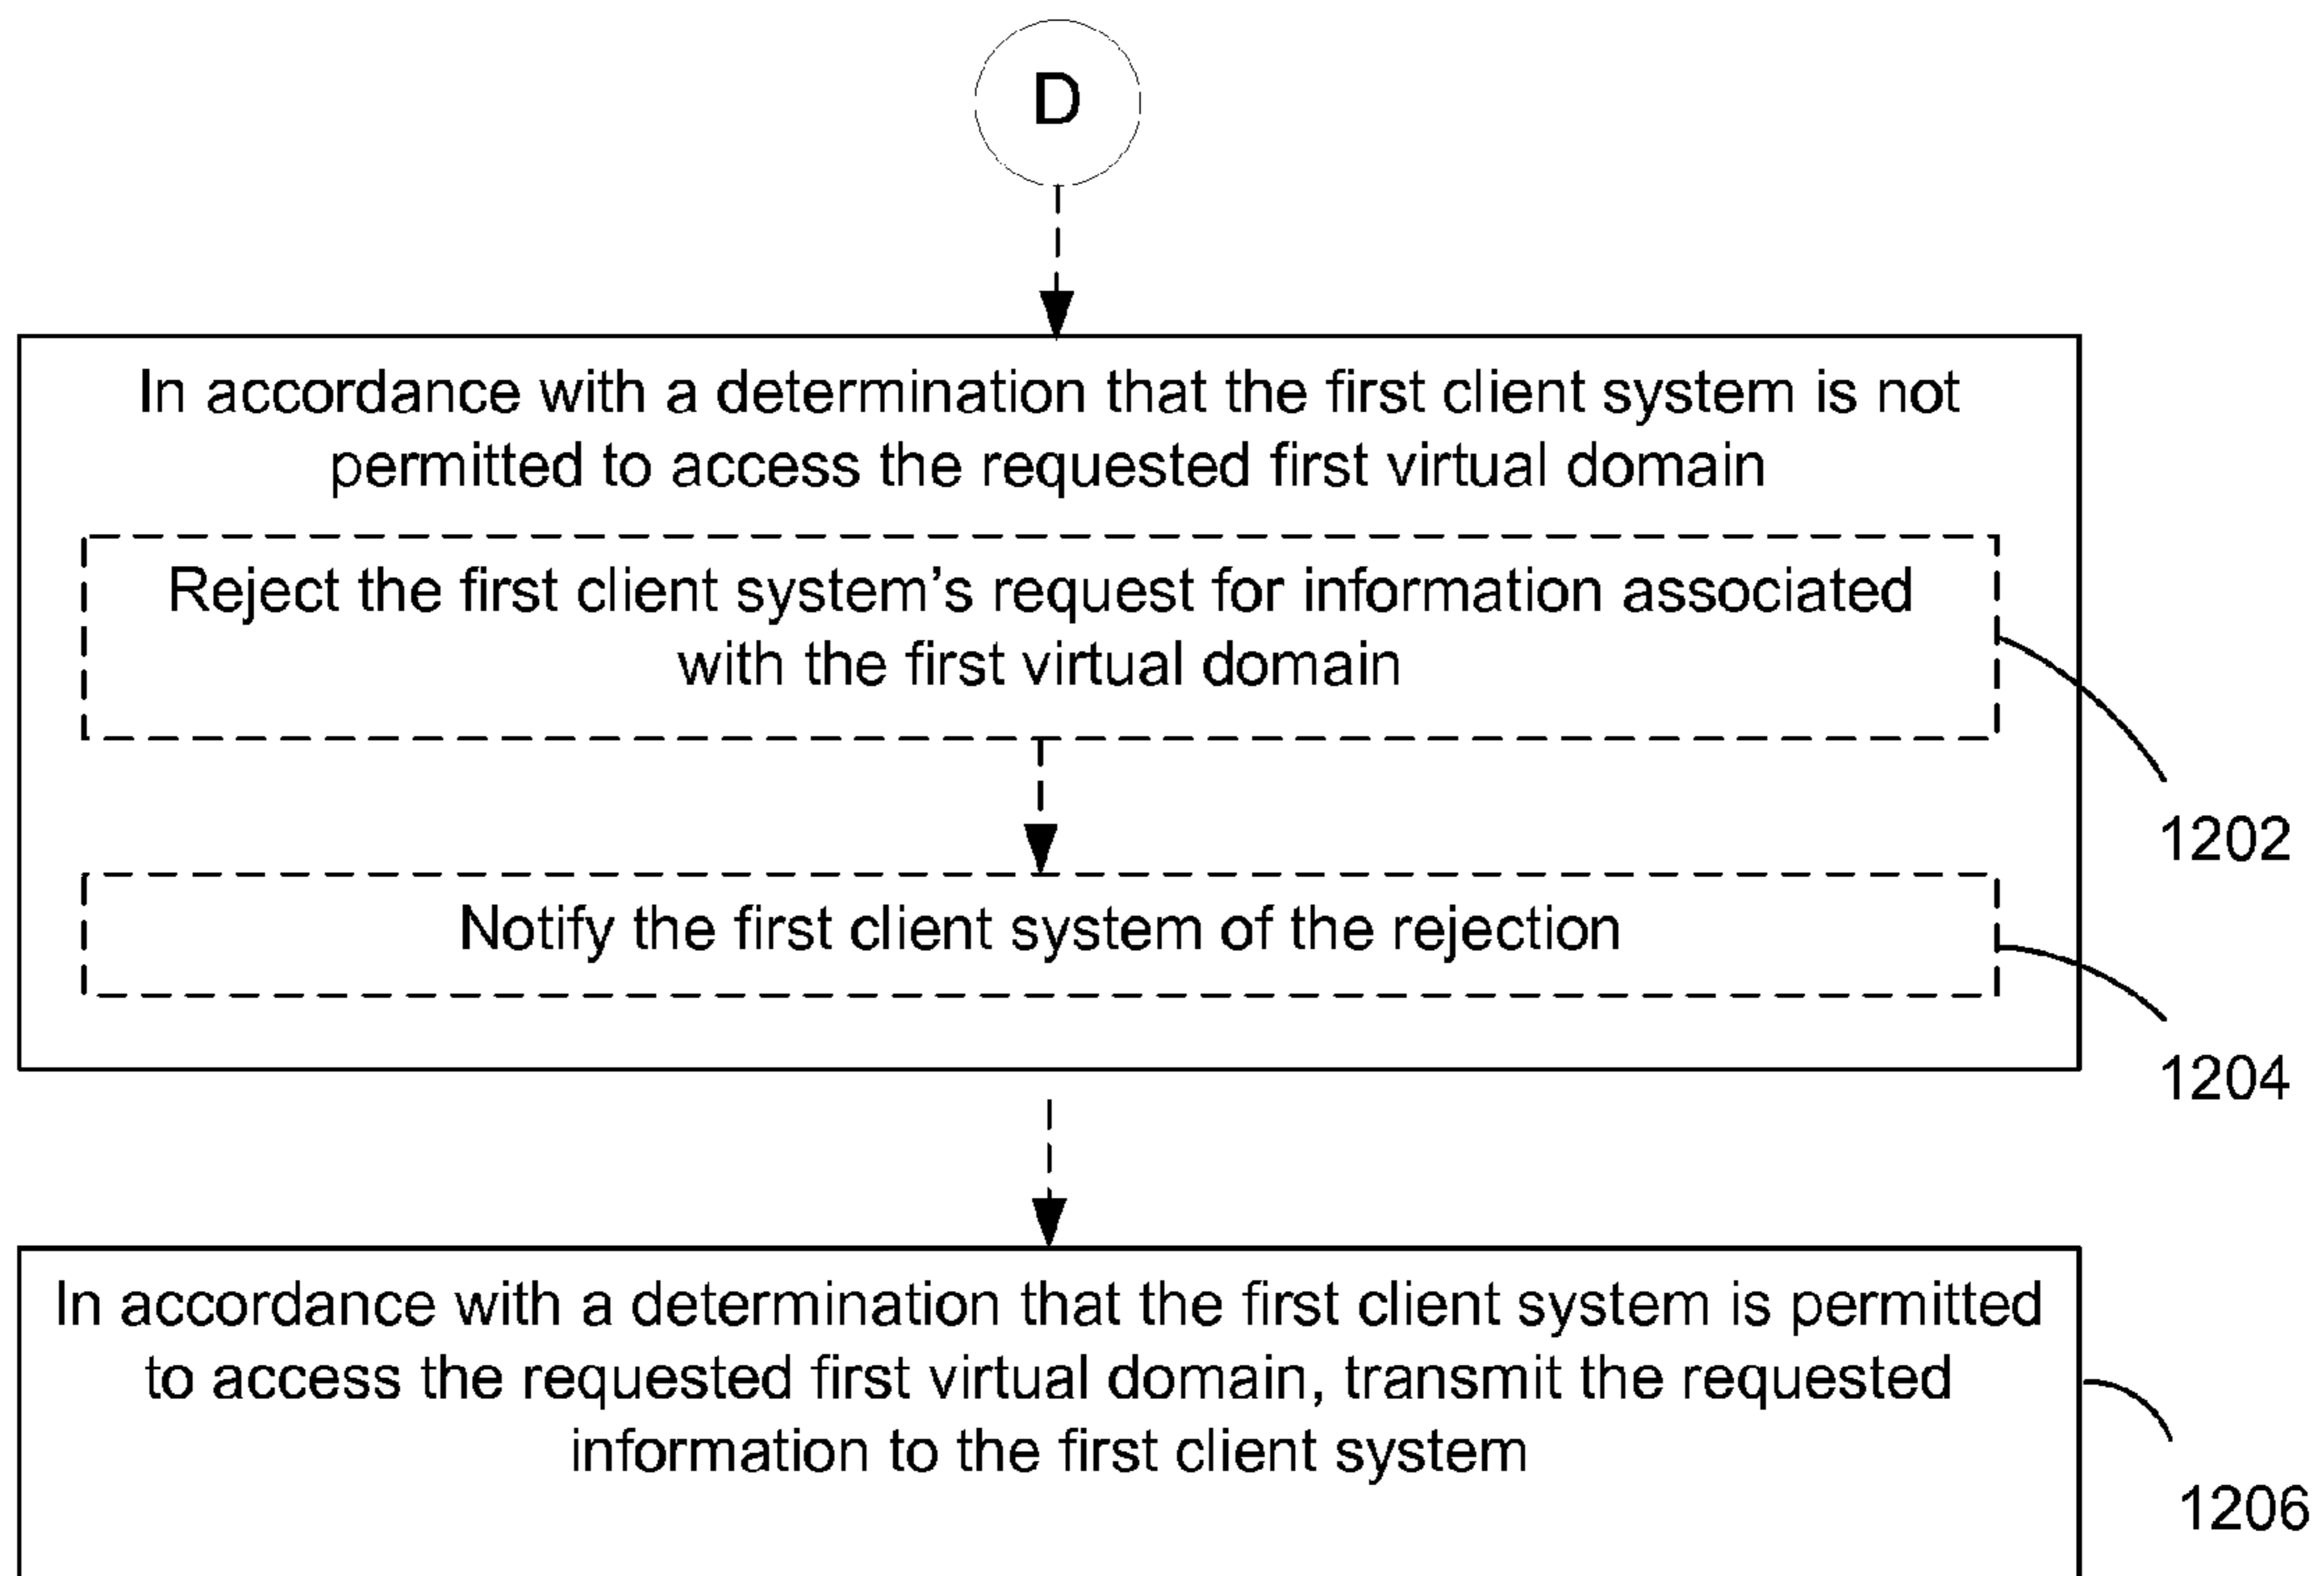 D
In accordance with a determination that the first client system is not
permitted to access the requested first virtual domain
Reject the first client system’s request for information associated
with the first virtual domain
1202
Notify the first client system of the rejection
1204
In accordance with a determination that the first client system is permitted
to access the requested first virtual domain, transmit the requested
information to the first client system
1206